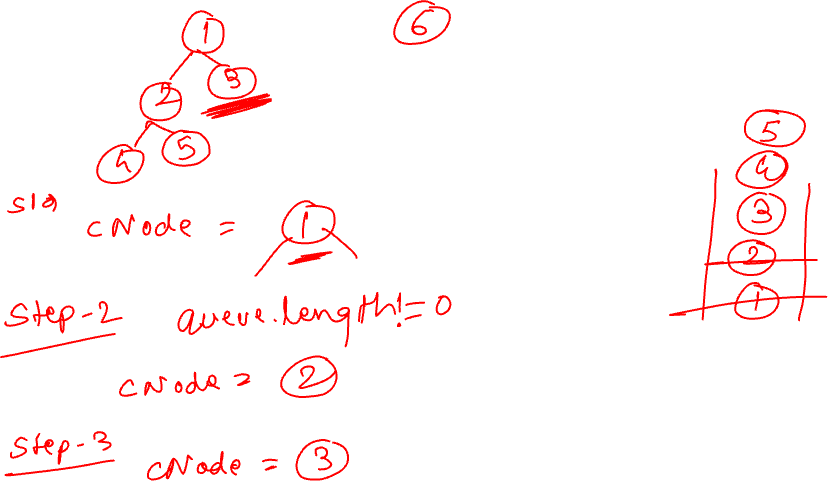 1
6
2 3
4 5
cNode = 1
Step-2 queue.length != 0
cNode = 2
Step-3 cNode = 3
5
4
3
2
1